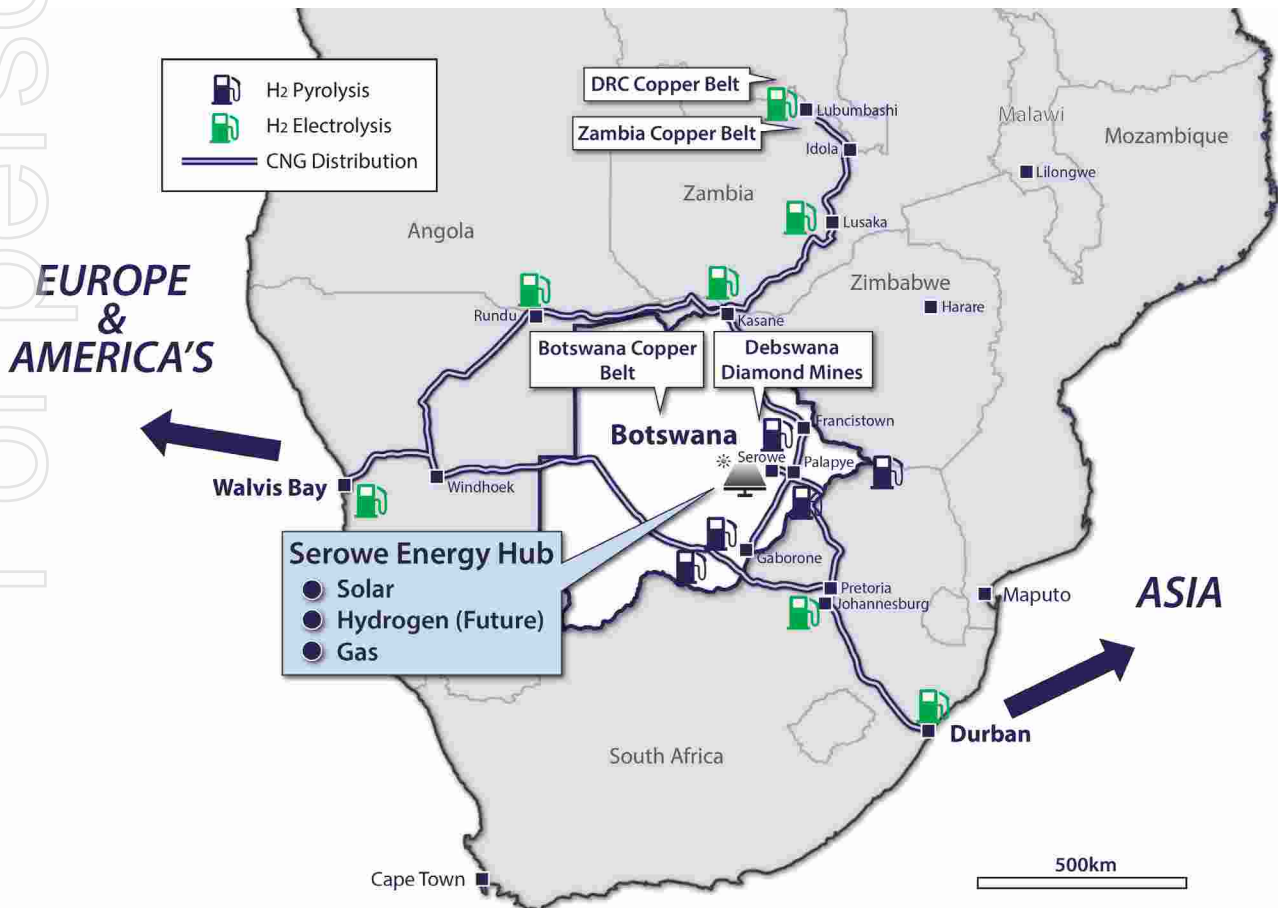 For personal
H2 Pyrolysis
H2 Electrolysis
CNG Distribution
DRC Copper Belt
Zambia Copper Belt
Lubumbashi
Idola
Malawi
Mozambique
Lilongwe
Zambia
Lusaka
Angola
EUROPE
&
AMERICA'S
Zimbabwe
Harare
Rundu
Kasane
Botswana Copper
Belt
Debswana
Diamond Mines
Francistown
Botswana
Serowe
Palapye
Walvis Bay
Windhoek
Serowe Energy Hub
Solar
Hydrogen (Future)
Gas
Gaborone
Pretoria
Johannesburg
Maputo
ASIA
Durban
South Africa
Cape Town
500km